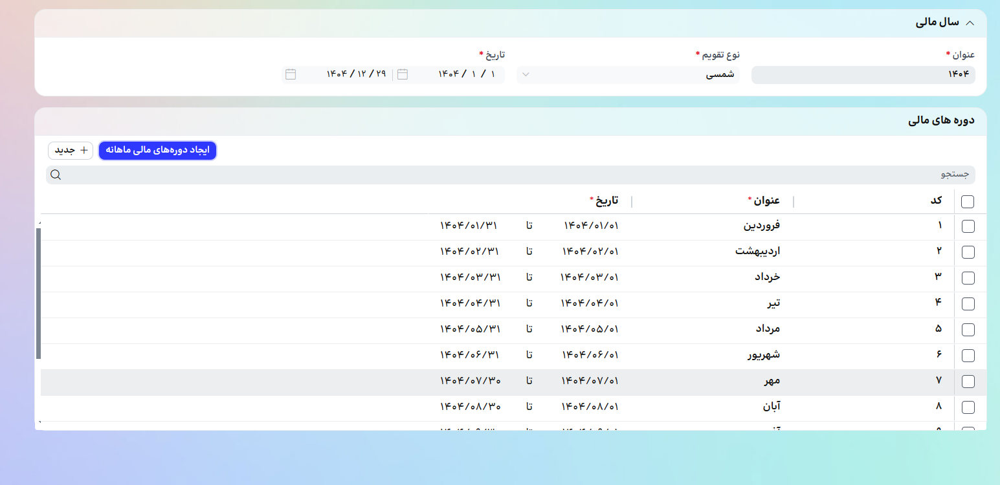 سال مالی
عنوان * نوع تقویم * تاریخ *
۱۴۰۴ شمسی ۱ / ۱ / ۱۴۰۴ ۲۹ / ۱۲ / ۱۴۰۴
دوره های مالی
ایجاد دوره‌های مالی ماهانه + جدید
جستجو
کد عنوان * تاریخ *
۱ فروردین ۱۴۰۴/۰۱/۰۱ تا ۱۴۰۴/۰۱/۳۱
۲ اردیبهشت ۱۴۰۴/۰۲/۰۱ تا ۱۴۰۴/۰۲/۳۱
۳ خرداد ۱۴۰۴/۰۳/۰۱ تا ۱۴۰۴/۰۳/۳۱
۴ تیر ۱۴۰۴/۰۴/۰۱ تا ۱۴۰۴/۰۴/۳۱
۵ مرداد ۱۴۰۴/۰۵/۰۱ تا ۱۴۰۴/۰۵/۳۱
۶ شهریور ۱۴۰۴/۰۶/۰۱ تا ۱۴۰۴/۰۶/۳۱
۷ مهر ۱۴۰۴/۰۷/۰۱ تا ۱۴۰۴/۰۷/۳۰
۸ آبان ۱۴۰۴/۰۸/۰۱ تا ۱۴۰۴/۰۸/۳۰